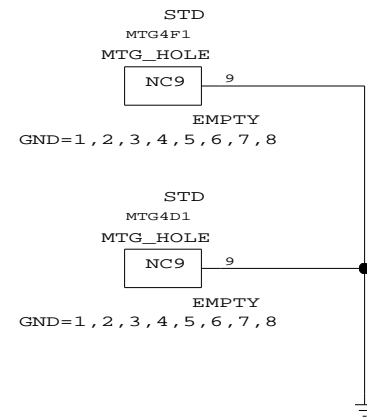 STD
MTG4F1
MTG_HOLE
NC9 9
EMPTY
GND=1,2,3,4,5,6,7,8
STD
MTG4D1
MTG_HOLE
NC9 9
EMPTY
GND=1,2,3,4,5,6,7,8